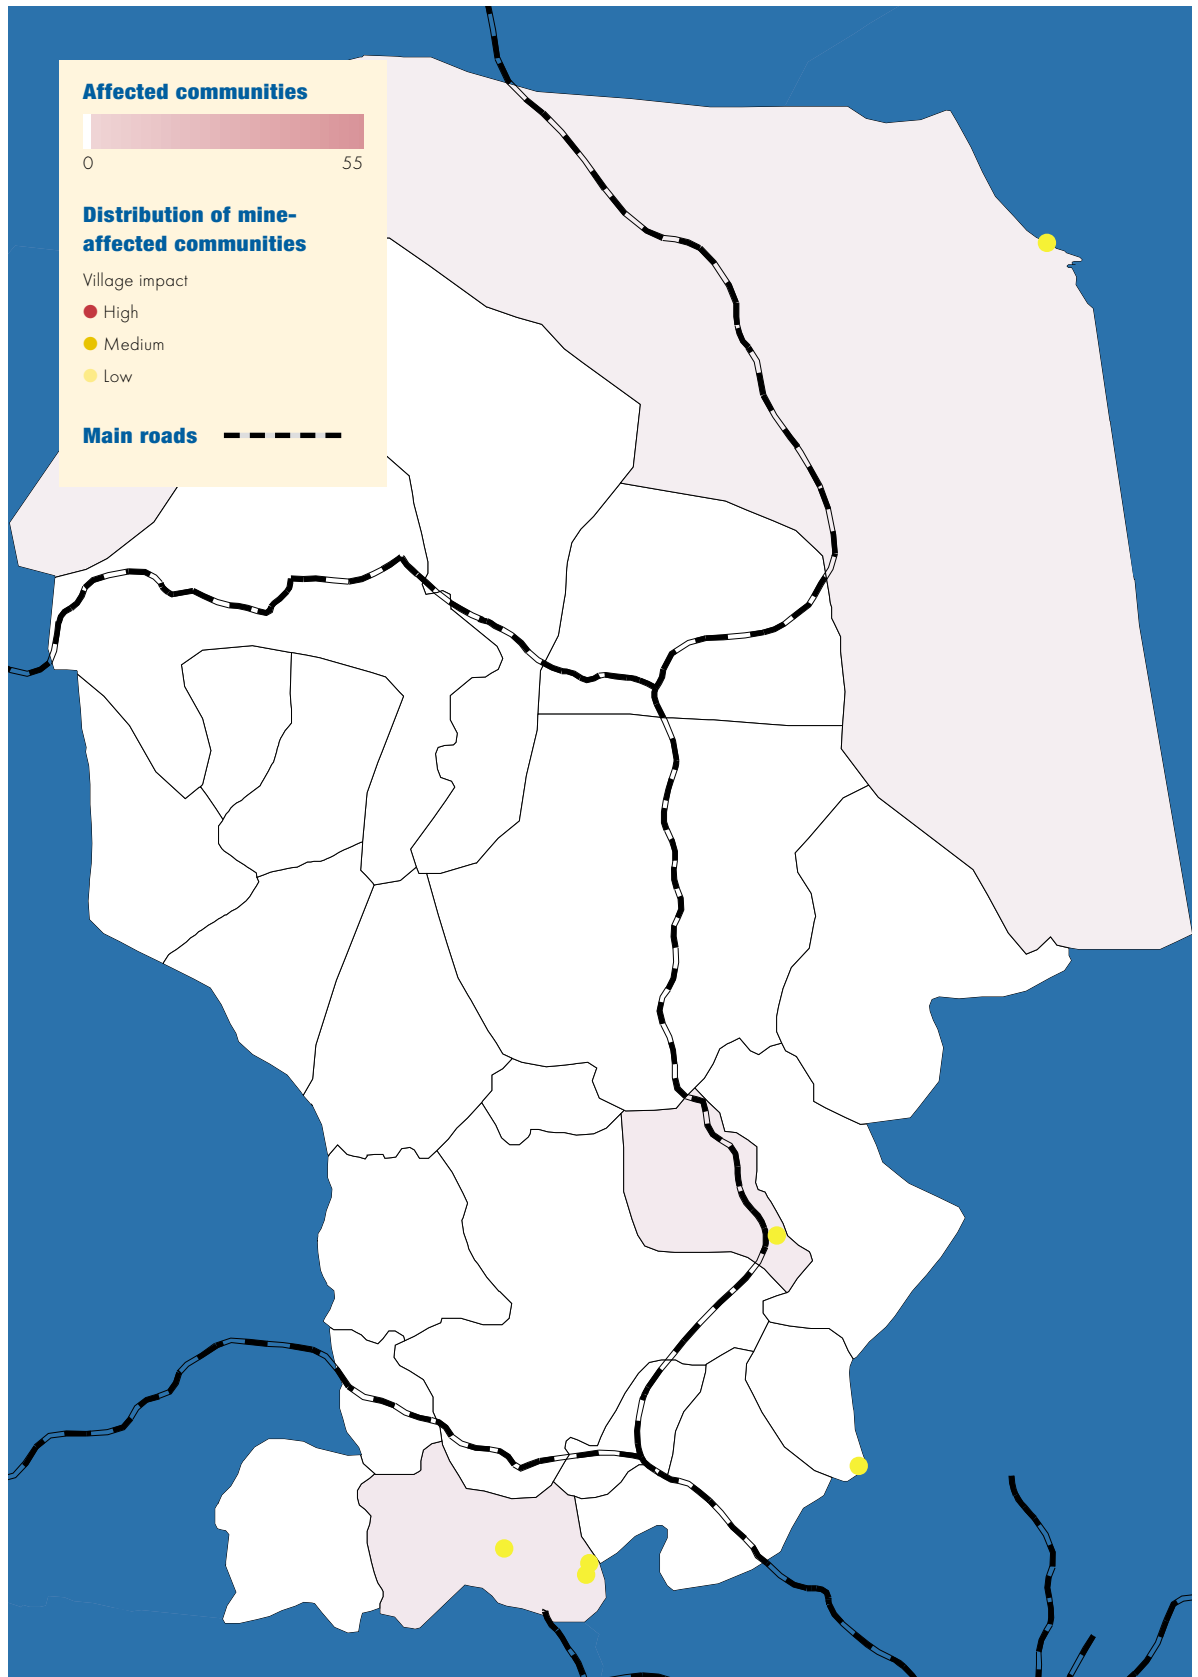 Affected communities
0 55
Distribution of mine-
affected communities
Village impact
High
Medium
Low
Main roads